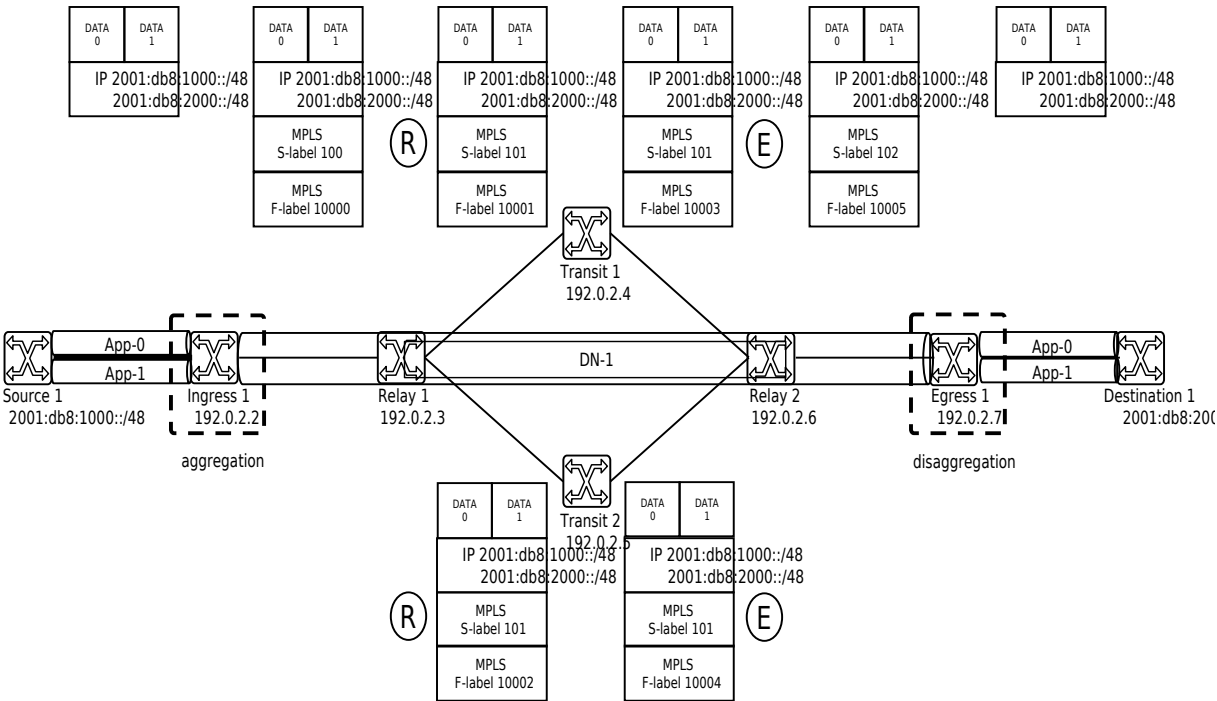 DATA 0
DATA 1
IP 2001:db8:1000::/48
2001:db8:2000::/48
DATA 0
DATA 1
IP 2001:db8:1000::/48
2001:db8:2000::/48
MPLS
S-label 100
MPLS
F-label 10000
R
DATA 0
DATA 1
IP 2001:db8:1000::/48
2001:db8:2000::/48
MPLS
S-label 101
MPLS
F-label 10001
DATA 0
DATA 1
IP 2001:db8:1000::/48
2001:db8:2000::/48
MPLS
S-label 101
MPLS
F-label 10003
E
DATA 0
DATA 1
IP 2001:db8:1000::/48
2001:db8:2000::/48
MPLS
S-label 102
MPLS
F-label 10005
DATA 0
DATA 1
IP 2001:db8:1000::/48
2001:db8:2000::/48
Transit 1
192.0.2.4
App-0
App-1
Source 1
2001:db8:1000::/48
Ingress 1
192.0.2.2
aggregation
Relay 1
192.0.2.3
DN-1
Relay 2
192.0.2.6
Egress 1
192.0.2.7
disaggregation
App-0
App-1
Destination 1
2001:db8:200
Transit 2
192.0.2.5
R
DATA 0
DATA 1
IP 2001:db8:1000::/48
2001:db8:2000::/48
MPLS
S-label 101
MPLS
F-label 10002
DATA 0
DATA 1
IP 2001:db8:1000::/48
2001:db8:2000::/48
MPLS
S-label 101
MPLS
F-label 10004
E